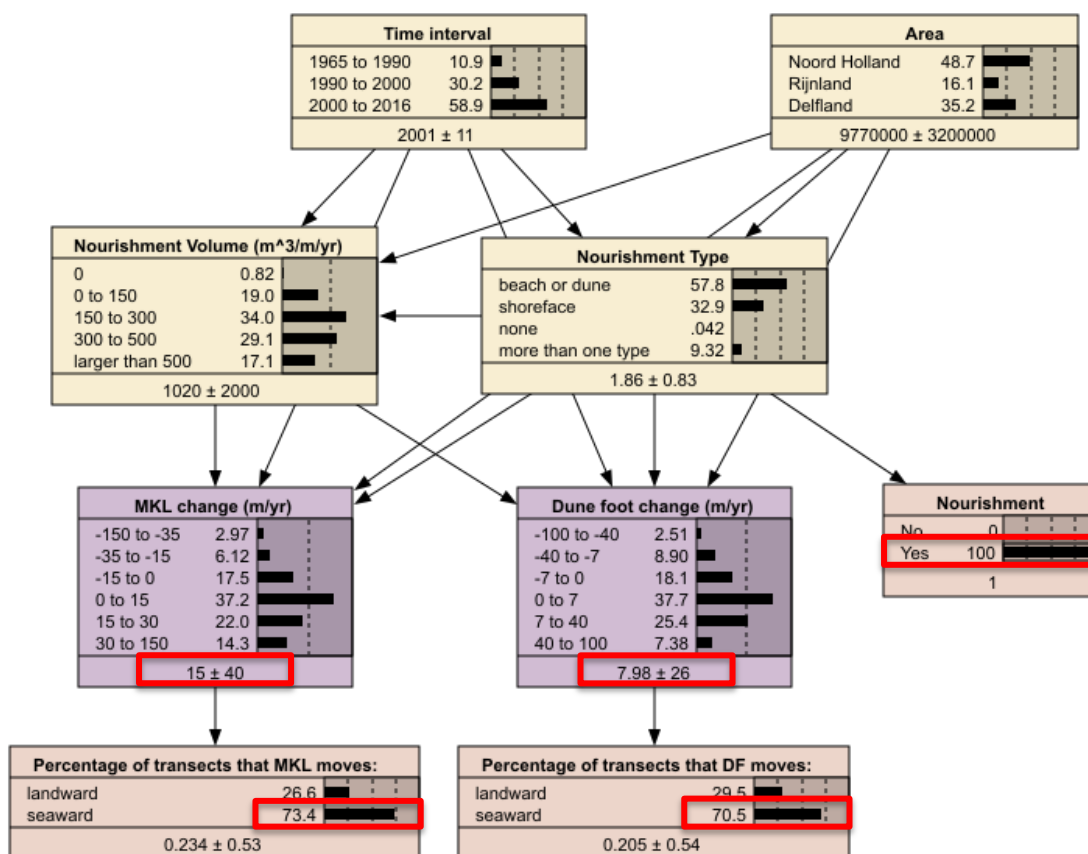 Time interval
1965 to 1990 10.9
1990 to 2000 30.2
2000 to 2016 58.9
2001 ± 11
Area
Noord Holland 48.7
Rijnland 16.1
Delfland 35.2
9770000 ± 3200000
Nourishment Volume (m^3/m/yr)
0 0.82
0 to 150 19.0
150 to 300 34.0
300 to 500 29.1
larger than 500 17.1
1020 ± 2000
Nourishment Type
beach or dune 57.8
shoreface 32.9
none .042
more than one type 9.32
1.86 ± 0.83
MKL change (m/yr)
-150 to -35 2.97
-35 to -15 6.12
-15 to 0 17.5
0 to 15 37.2
15 to 30 22.0
30 to 150 14.3
15 ± 40
Dune foot change (m/yr)
-100 to -40 2.51
-40 to -7 8.90
-7 to 0 18.1
0 to 7 37.7
7 to 40 25.4
40 to 100 7.38
7.98 ± 26
Nourishment
No 0
Yes 100
1
Percentage of transects that MKL moves:
landward 26.6
seaward 73.4
0.234 ± 0.53
Percentage of transects that DF moves:
landward 29.5
seaward 70.5
0.205 ± 0.54